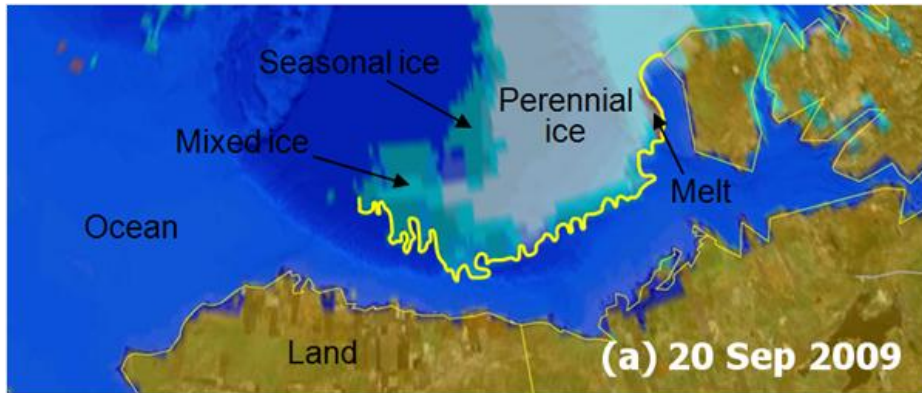 Seasonal ice
Perennial
ice
Mixed ice
Melt
Ocean
Land
(a) 20 Sep 2009